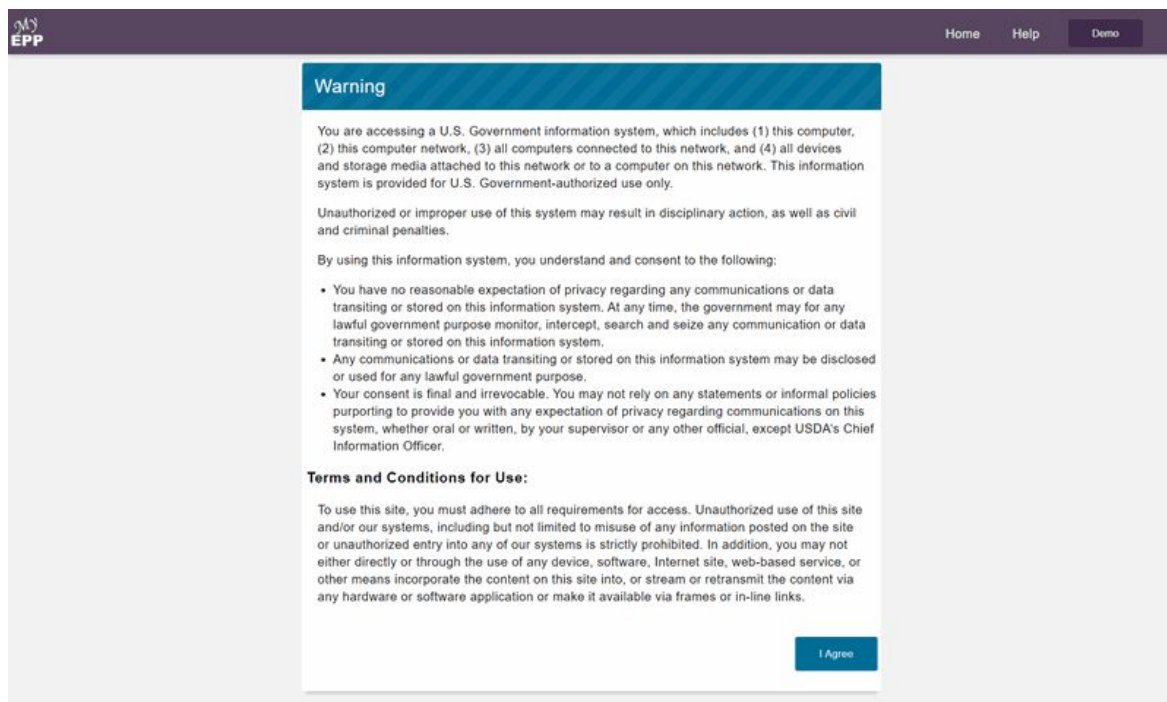 My
EPP
Home Help Demo
Warning
You are accessing a U.S. Government information system, which includes (1) this computer,
(2) this computer network, (3) all computers connected to this network, and (4) all devices
and storage media attached to this network or to a computer on this network. This information
system is provided for U.S. Government-authorized use only.
Unauthorized or improper use of this system may result in disciplinary action, as well as civil
and criminal penalties.
By using this information system, you understand and consent to the following:
• You have no reasonable expectation of privacy regarding any communications or data
transiting or stored on this information system. At any time, the government may for any
lawful government purpose monitor, intercept, search and seize any communication or data
transiting or stored on this information system.
• Any communications or data transiting or stored on this information system may be disclosed
or used for any lawful government purpose.
• Your consent is final and irrevocable. You may not rely on any statements or informal policies
purporting to provide you with any expectation of privacy regarding communications on this
system, whether oral or written, by your supervisor or any other official, except USDA's Chief
Information Officer.
Terms and Conditions for Use:
To use this site, you must adhere to all requirements for access. Unauthorized use of this site
and/or our systems, including but not limited to misuse of any information posted on the site
or unauthorized entry into any of our systems is strictly prohibited. In addition, you may not
either directly or through the use of any device, software, Internet site, web-based service, or
other means incorporate the content on this site into, or stream or retransmit the content via
any hardware or software application or make it available via frames or in-line links.
I Agree